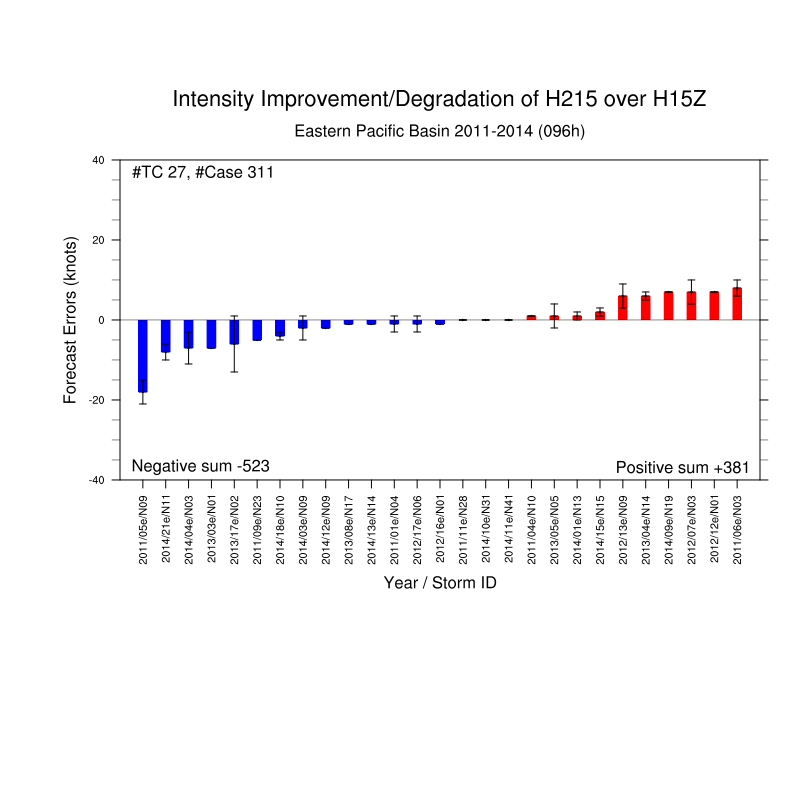 Intensity Improvement/Degradation of H215 over H15Z
Eastern Pacific Basin 2011-2014 (096h)
#TC 27, #Case 311
Forecast Errors (knots)
40
20
0
-20
-40
Negative sum -523
Positive sum +381
2011/05e/N09
2014/21e/N11
2014/04e/N03
2013/03e/N01
2013/17e/N02
2011/09e/N23
2014/18e/N10
2014/03e/N09
2014/12e/N09
2013/08e/N17
2014/13e/N14
2011/01e/N04
2012/17e/N06
2012/16e/N01
2011/11e/N28
2014/10e/N31
2014/11e/N41
2011/04e/N10
2013/05e/N05
2014/01e/N13
2014/15e/N15
2012/13e/N09
2013/04e/N14
2014/09e/N19
2012/07e/N03
2012/12e/N01
2011/06e/N03
Year / Storm ID